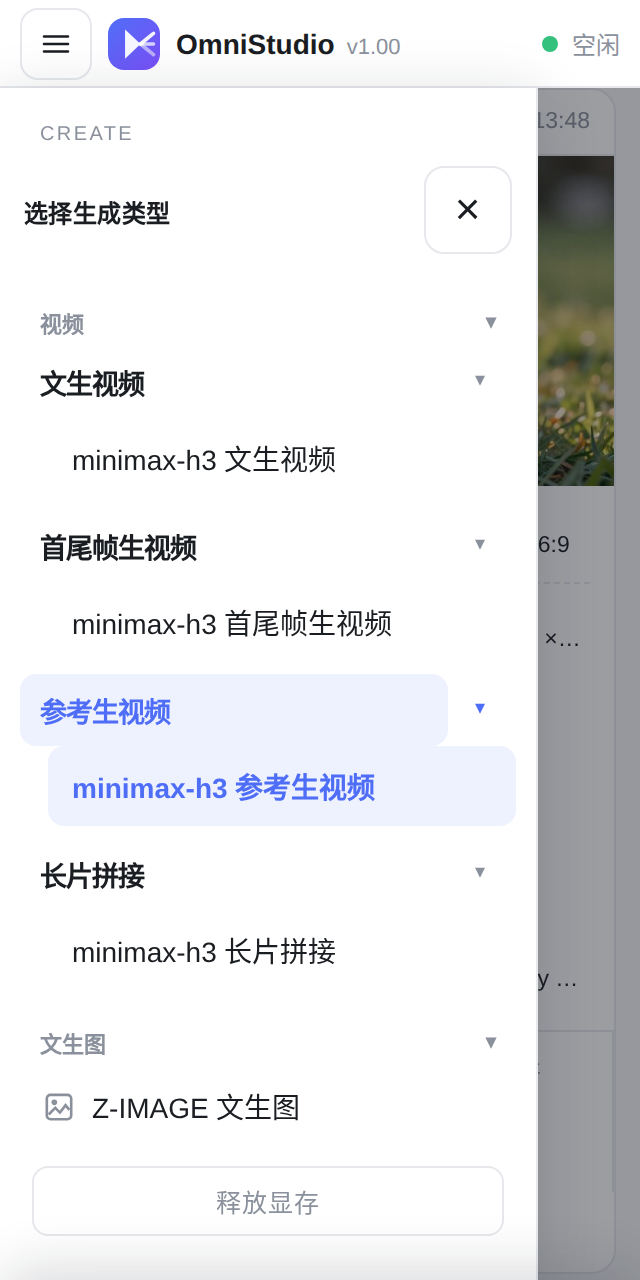 OmniStudio v1.00 空闲
CREATE
13:48
选择生成类型
视频
文生视频
minimax-h3 文生视频
首尾帧生视频
6:9
minimax-h3 首尾帧生视频
×…
参考生视频
minimax-h3 参考生视频
长片拼接
minimax-h3 长片拼接
y …
文生图
Z-IMAGE 文生图
释放显存